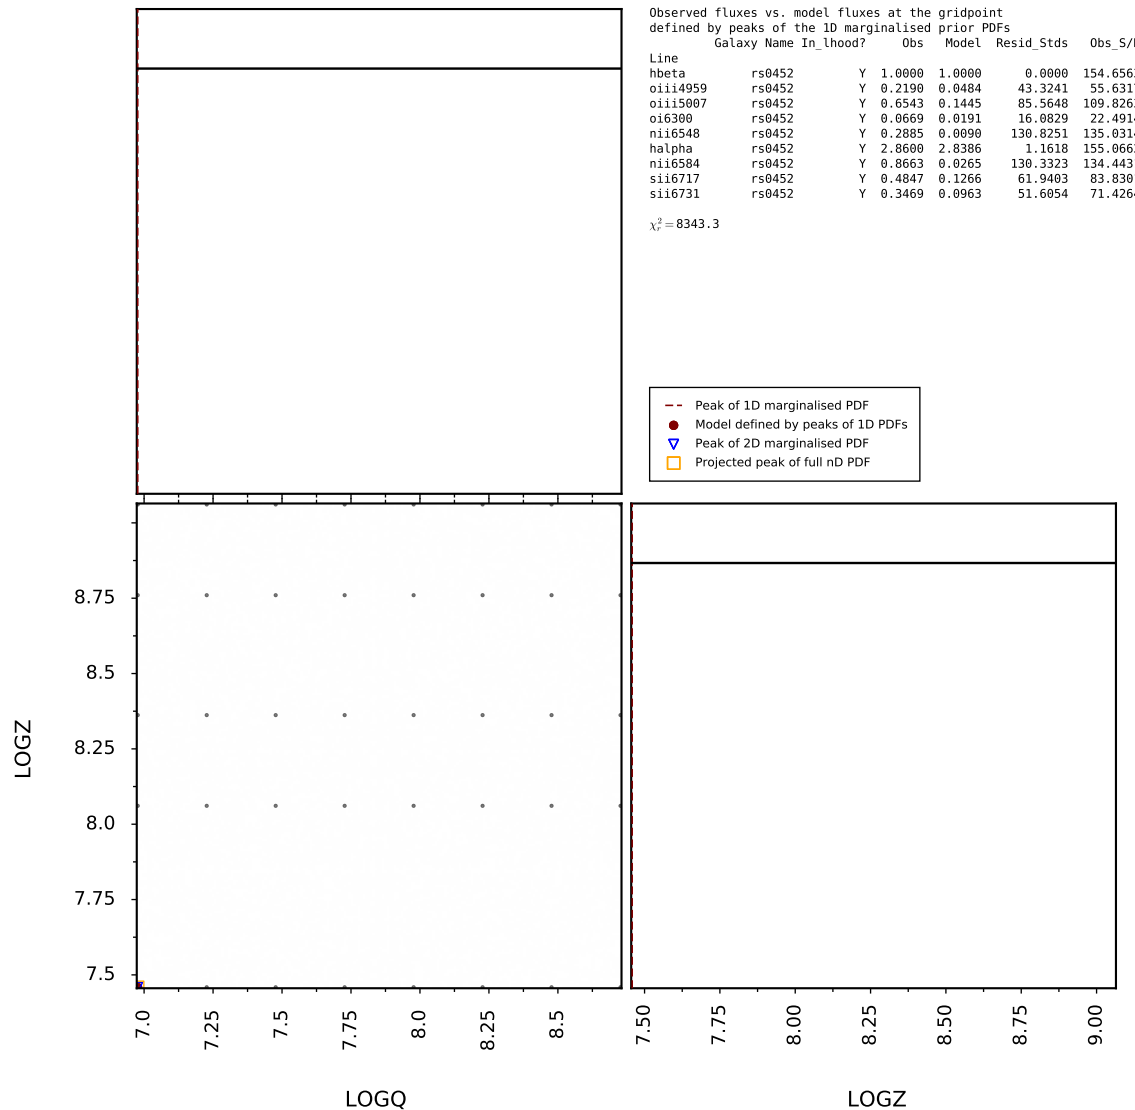 Observed fluxes vs. model fluxes at the gridpoint
defined by peaks of the 1D marginalised prior PDFs
Galaxy Name In_lhood? Obs Model Resid_Stds Obs_S/
Line
hbeta rs0452 Y 1.0000 1.0000 0.0000 154.656
oiii4959 rs0452 Y 0.2190 0.0484 43.3241 55.631
oiii5007 rs0452 Y 0.6543 0.1445 85.5648 109.826
oi6300 rs0452 Y 0.0669 0.0191 16.0829 22.491
nii6548 rs0452 Y 0.2885 0.0090 130.8251 135.031
halpha rs0452 Y 2.8600 2.8386 1.1618 155.066
nii6584 rs0452 Y 0.8663 0.0265 130.3323 134.443
sii6717 rs0452 Y 0.4847 0.1266 61.9403 83.830
sii6731 rs0452 Y 0.3469 0.0963 51.6054 71.426
χ²ᵣ = 8343.3
Peak of 1D marginalised PDF
Model defined by peaks of 1D PDFs
Peak of 2D marginalised PDF
Projected peak of full nD PDF
8.75
8.5
8.25
8.0
7.75
7.5
LOGZ
7.0 7.25 7.5 7.75 8.0 8.25 8.5
LOGQ
7.50 7.75 8.00 8.25 8.50 8.75 9.00
LOGZ